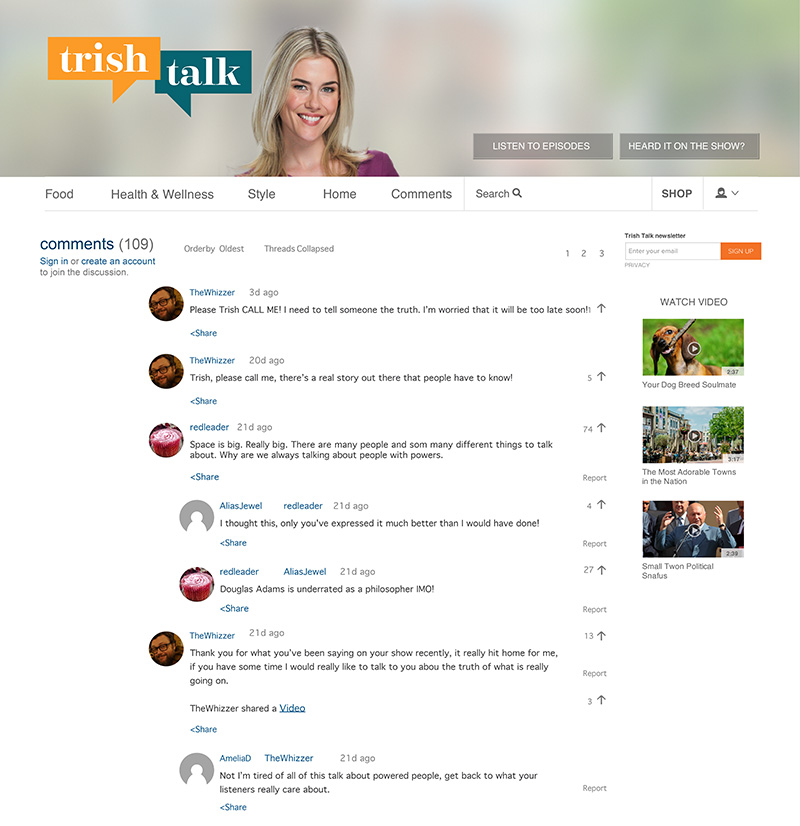 trish
talk
LISTEN TO EPISODES
HEARD IT ON THE SHOW?
Food
Health & Wellness
Style
Home
Comments
Search
SHOP
comments (109)
Sign in or create an account
to join the discussion.
Orderby Oldest
Threads Collapsed
1 2 3
Trish Talk newsletter
Enter your email
SIGN UP
PRIVACY
TheWhizzer 3d ago
Please Trish CALL ME! I need to tell someone the truth. I'm worried that it will be too late soon!
<Share
TheWhizzer 20d ago
Trish, please call me, there's a real story out there that people have to know!
5
<Share
redleader 21d ago
74
Space is big. Really big. There are many people and som many different things to talk
about. Why are we always talking about people with powers.
<Share
Report
AliasJewel redleader 21d ago
4
I thought this, only you've expressed it much better than I would have done!
<Share
Report
redleader AliasJewel 21d ago
27
Douglas Adams is underrated as a philosopher IMO!
<Share
Report
TheWhizzer 21d ago
13
Thank you for what you've been saying on your show recently, it really hit home for me,
if you have some time I would really like to talk to you abou the truth of what is really
going on.
Report
TheWhizzer shared a Video
3
<Share
AmeliaD TheWhizzer 21d ago
Not I'm tired of all of this talk about powered people, get back to what your
listeners really care about.
Report
<Share
WATCH VIDEO
2:37
Your Dog Breed Soulmate
3:17
The Most Adorable Towns
in the Nation
2:39
Small Twon Political
Snafus